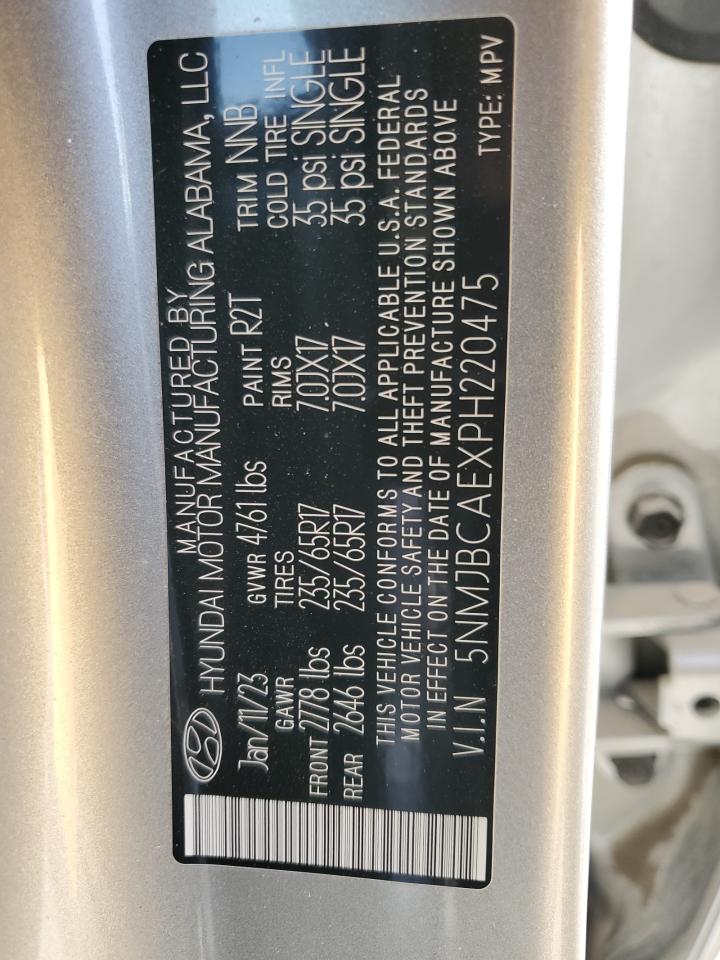 MANUFACTURED BY
HYUNDAI MOTOR MANUFACTURING ALABAMA, LLC
Jan/11/23 GVWR 4761 lbs PAINT R2T TRIM NNB
GAWR TIRES RIMS COLD TIRE INFL
FRONT 2778 lbs 235/65R17 7.0JX17 35 psi SINGLE
REAR 2646 lbs 235/65R17 7.0JX17 35 psi SINGLE
THIS VEHICLE CONFORMS TO ALL APPLICABLE U.S.A. FEDERAL
MOTOR VEHICLE SAFETY AND THEFT PREVENTION STANDARDS
IN EFFECT ON THE DATE OF MANUFACTURE SHOWN ABOVE
V.I.N 5NMJBCAEXPH220475 TYPE: MPV